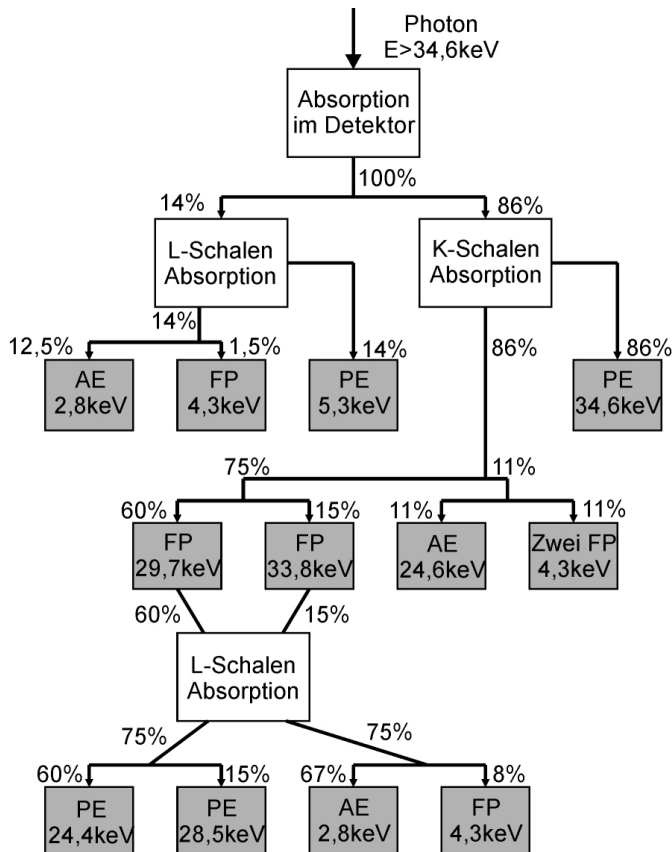 Photon
E>34,6keV
Absorption
im Detektor
100%
14%
86%
L-Schalen
Absorption
K-Schalen
Absorption
14%
12,5%
1,5%
14%
86%
86%
AE
2,8keV
FP
4,3keV
PE
5,3keV
PE
34,6keV
75%
11%
60%
15%
11%
11%
FP
29,7keV
FP
33,8keV
AE
24,6keV
Zwei FP
4,3keV
60%
15%
L-Schalen
Absorption
75%
75%
60%
15%
67%
8%
PE
24,4keV
PE
28,5keV
AE
2,8keV
FP
4,3keV